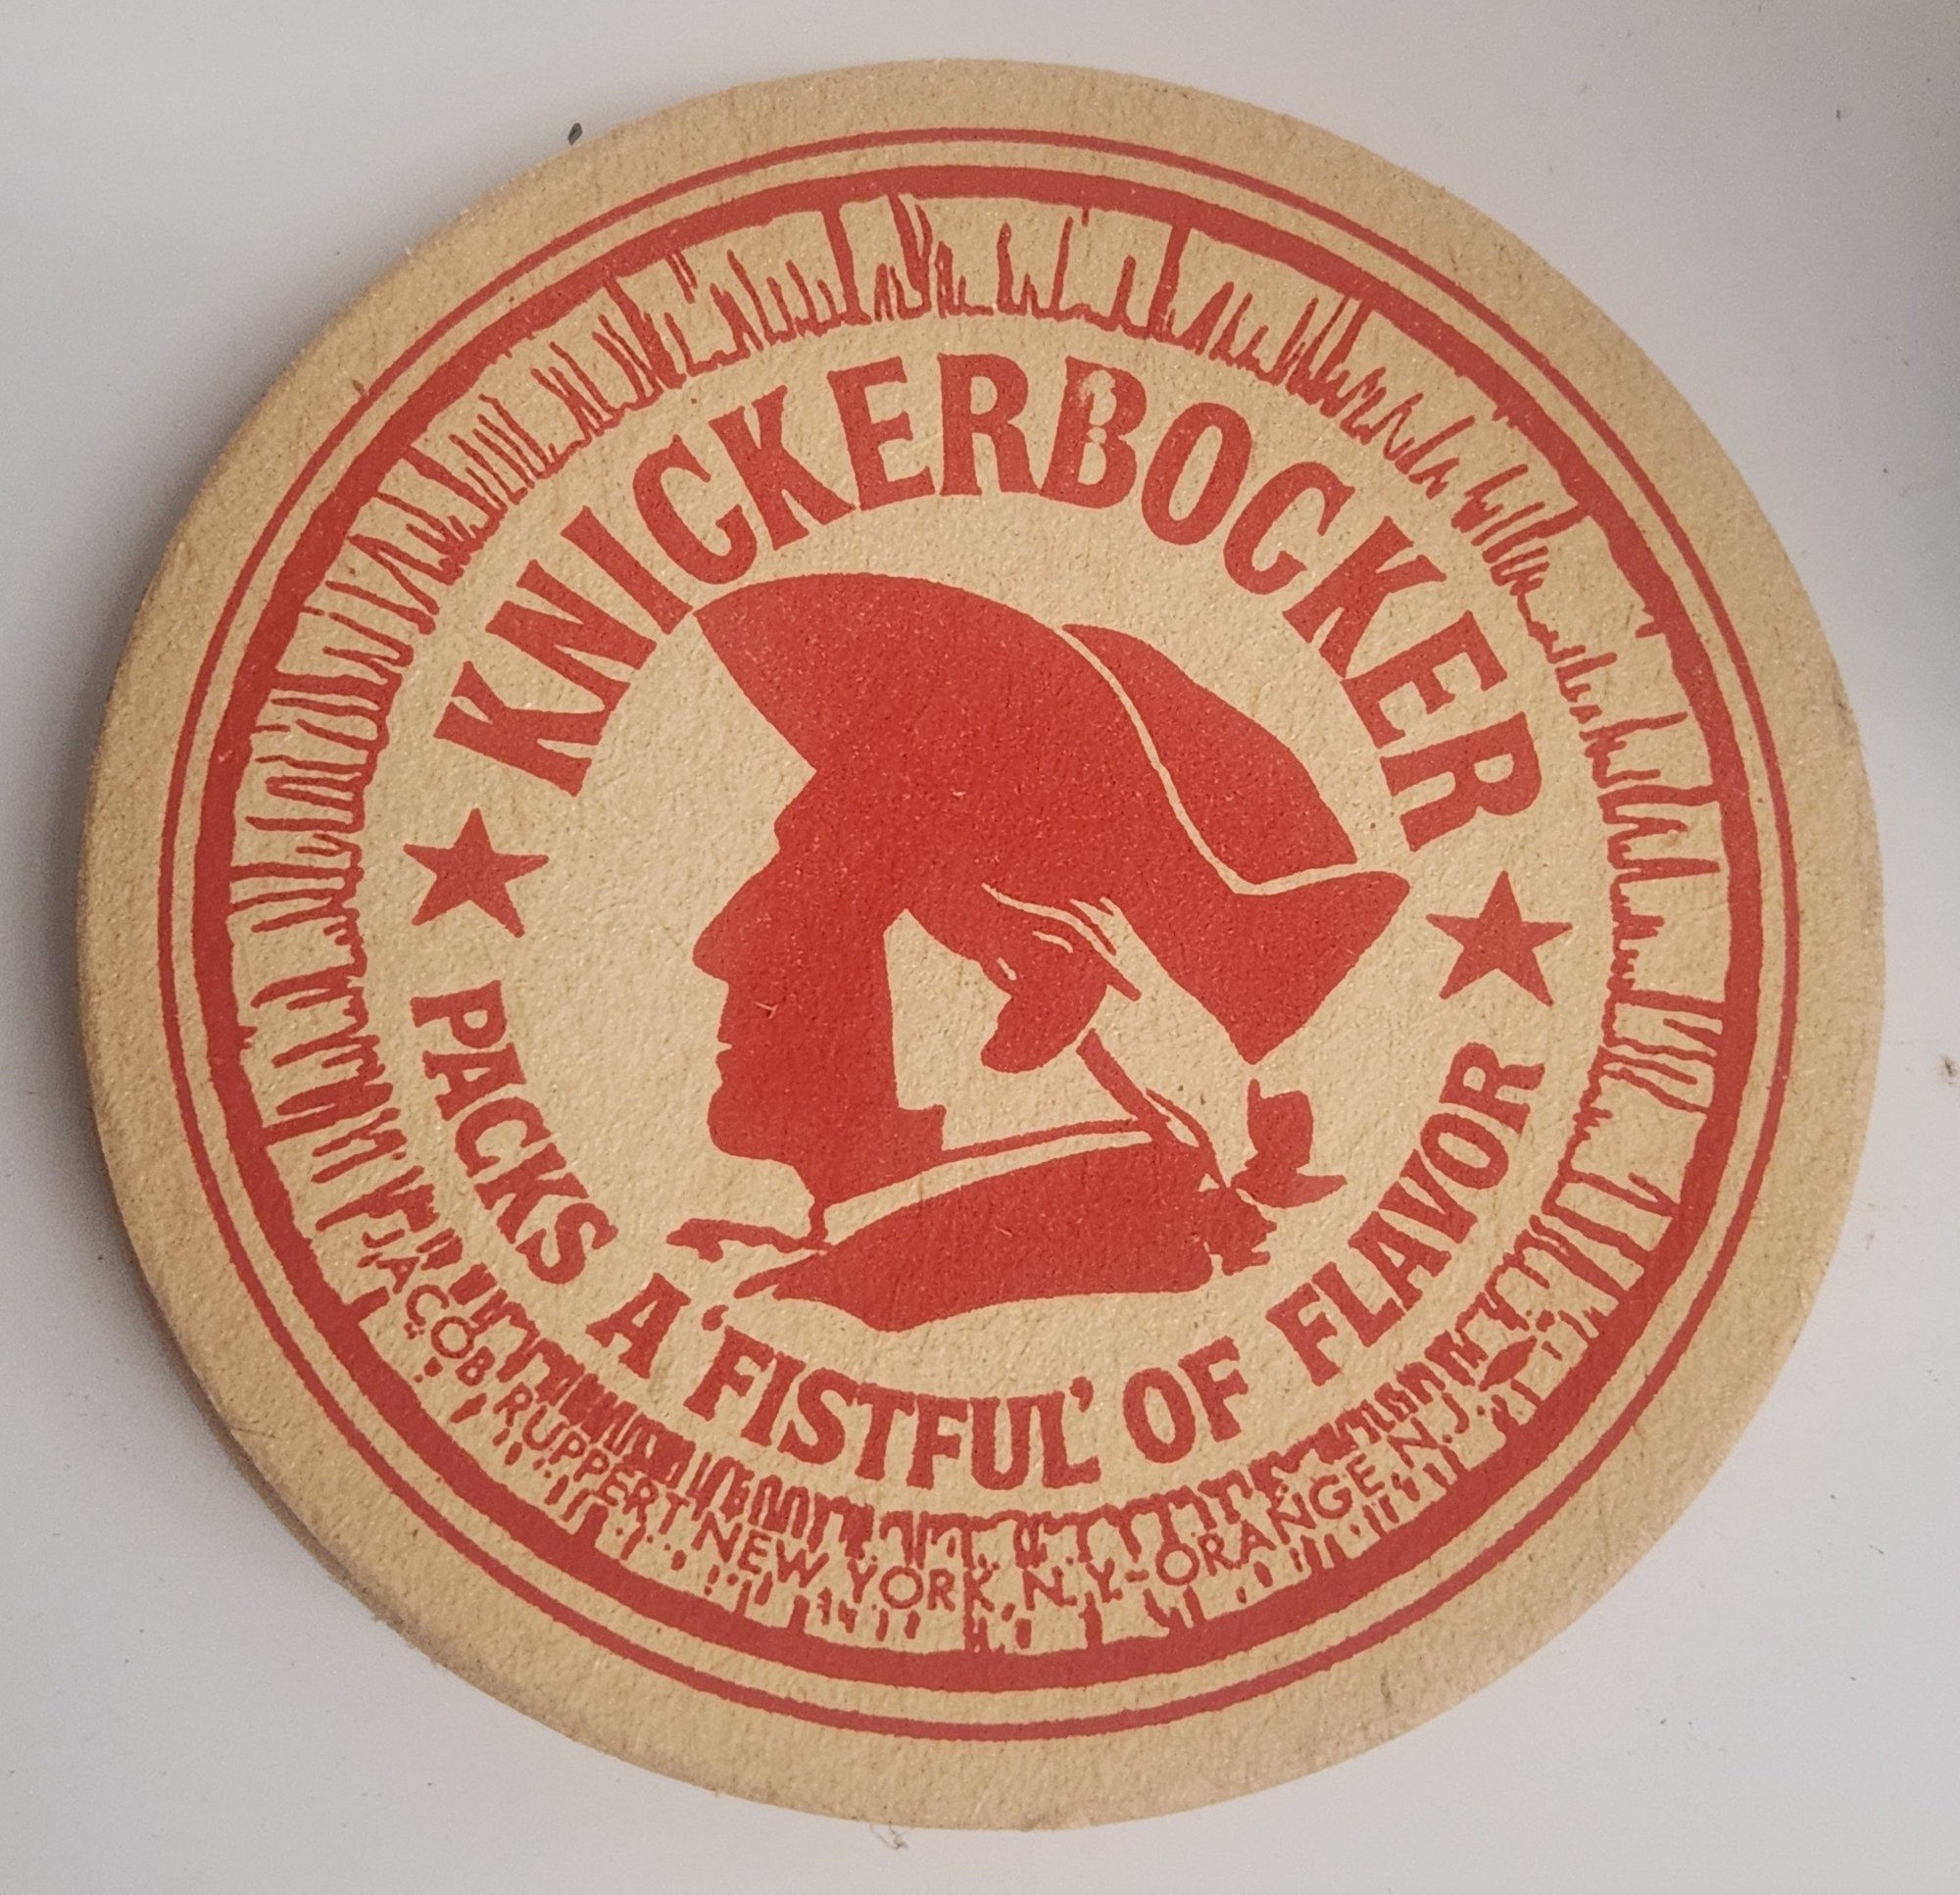 KNICKERBOCKER
PACKS A 'FISTFUL' OF FLAVOR
JACOB RUPPERT NEW YORK, N.Y.-ORANGE N.J.